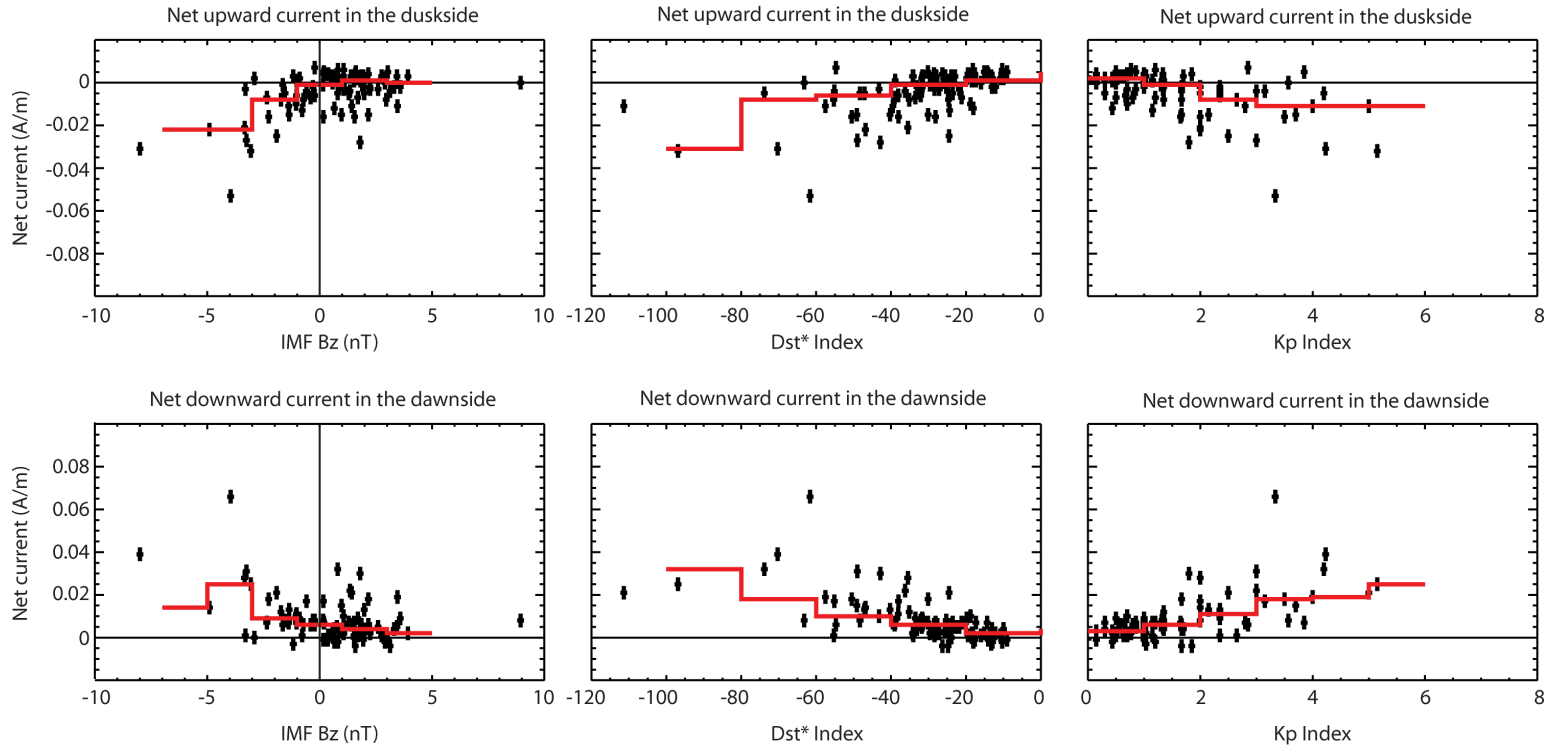 Net upward current in the duskside
Net upward current in the duskside
Net upward current in the duskside
Net current (A/m)
0
-0.02
-0.04
-0.06
-0.08
-10 -5 0 5 10
-120 -100 -80 -60 -40 -20 0
2 4 6 8
IMF Bz (nT)
Dst* Index
Kp Index
Net downward current in the dawnside
Net downward current in the dawnside
Net downward current in the dawnside
Net current (A/m)
0.08
0.06
0.04
0.02
0
-10 -5 0 5 10
-120 -100 -80 -60 -40 -20 0
0 2 4 6 8
IMF Bz (nT)
Dst* Index
Kp Index